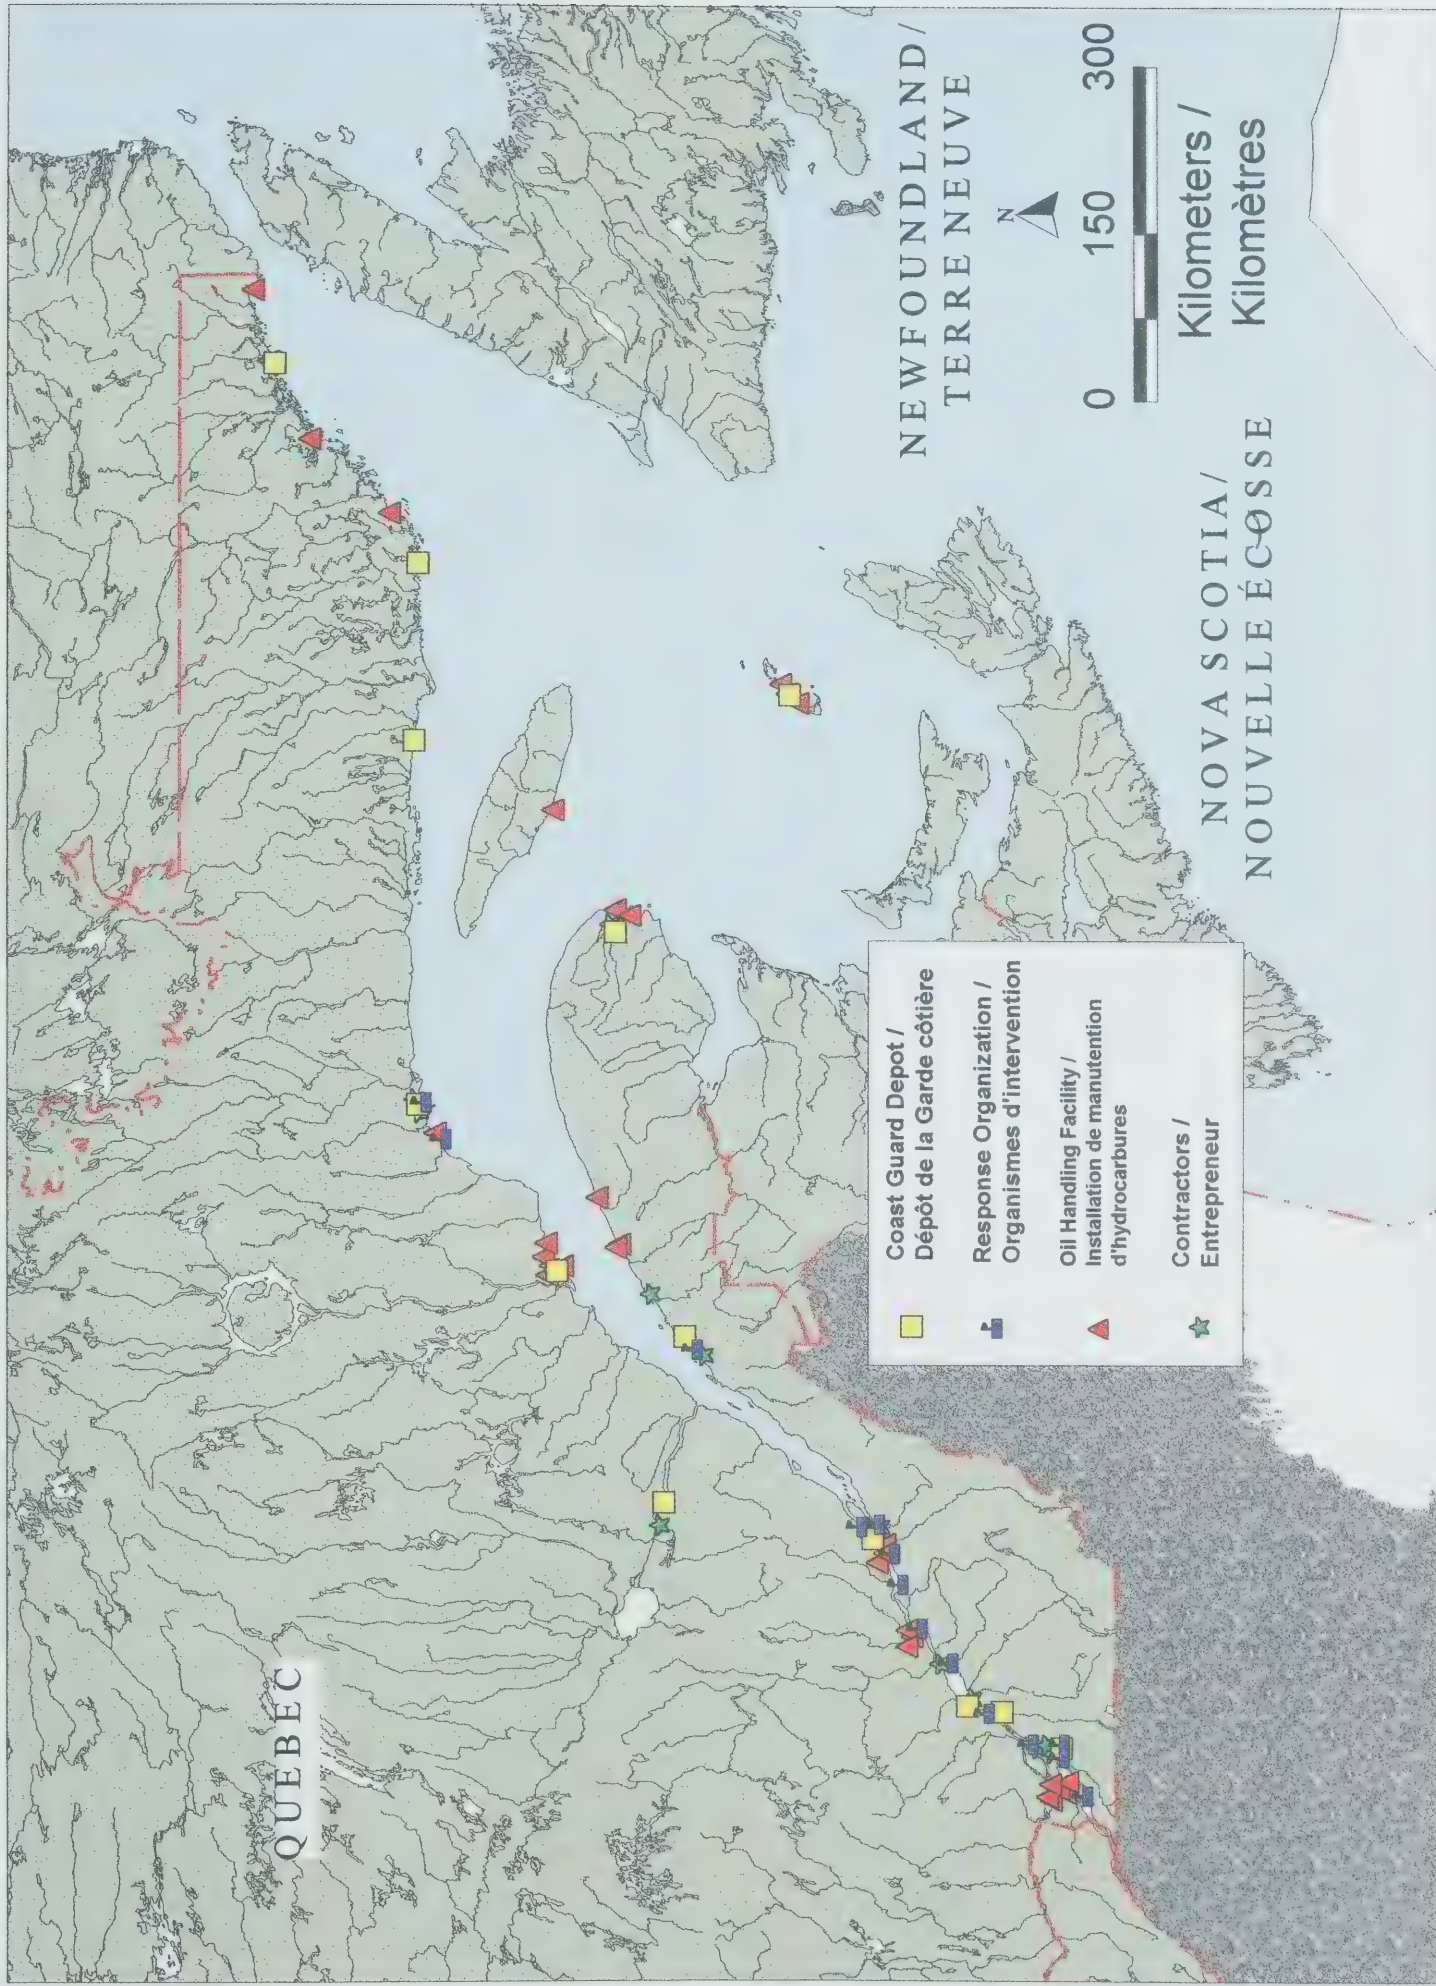 QUEBEC
NEWFOUNDLAND /
TERRE NEUVE
N
0 150 300
Kilometers /
Kilomètres
NOVA SCOTIA /
NOUVELLE ÉCOSSE
Coast Guard Depot /
Dépôt de la Garde côtière
Response Organization /
Organismes d'intervention
Oil Handling Facility /
Installation de manutention
d'hydrocarbures
Contractors /
Entrepreneur